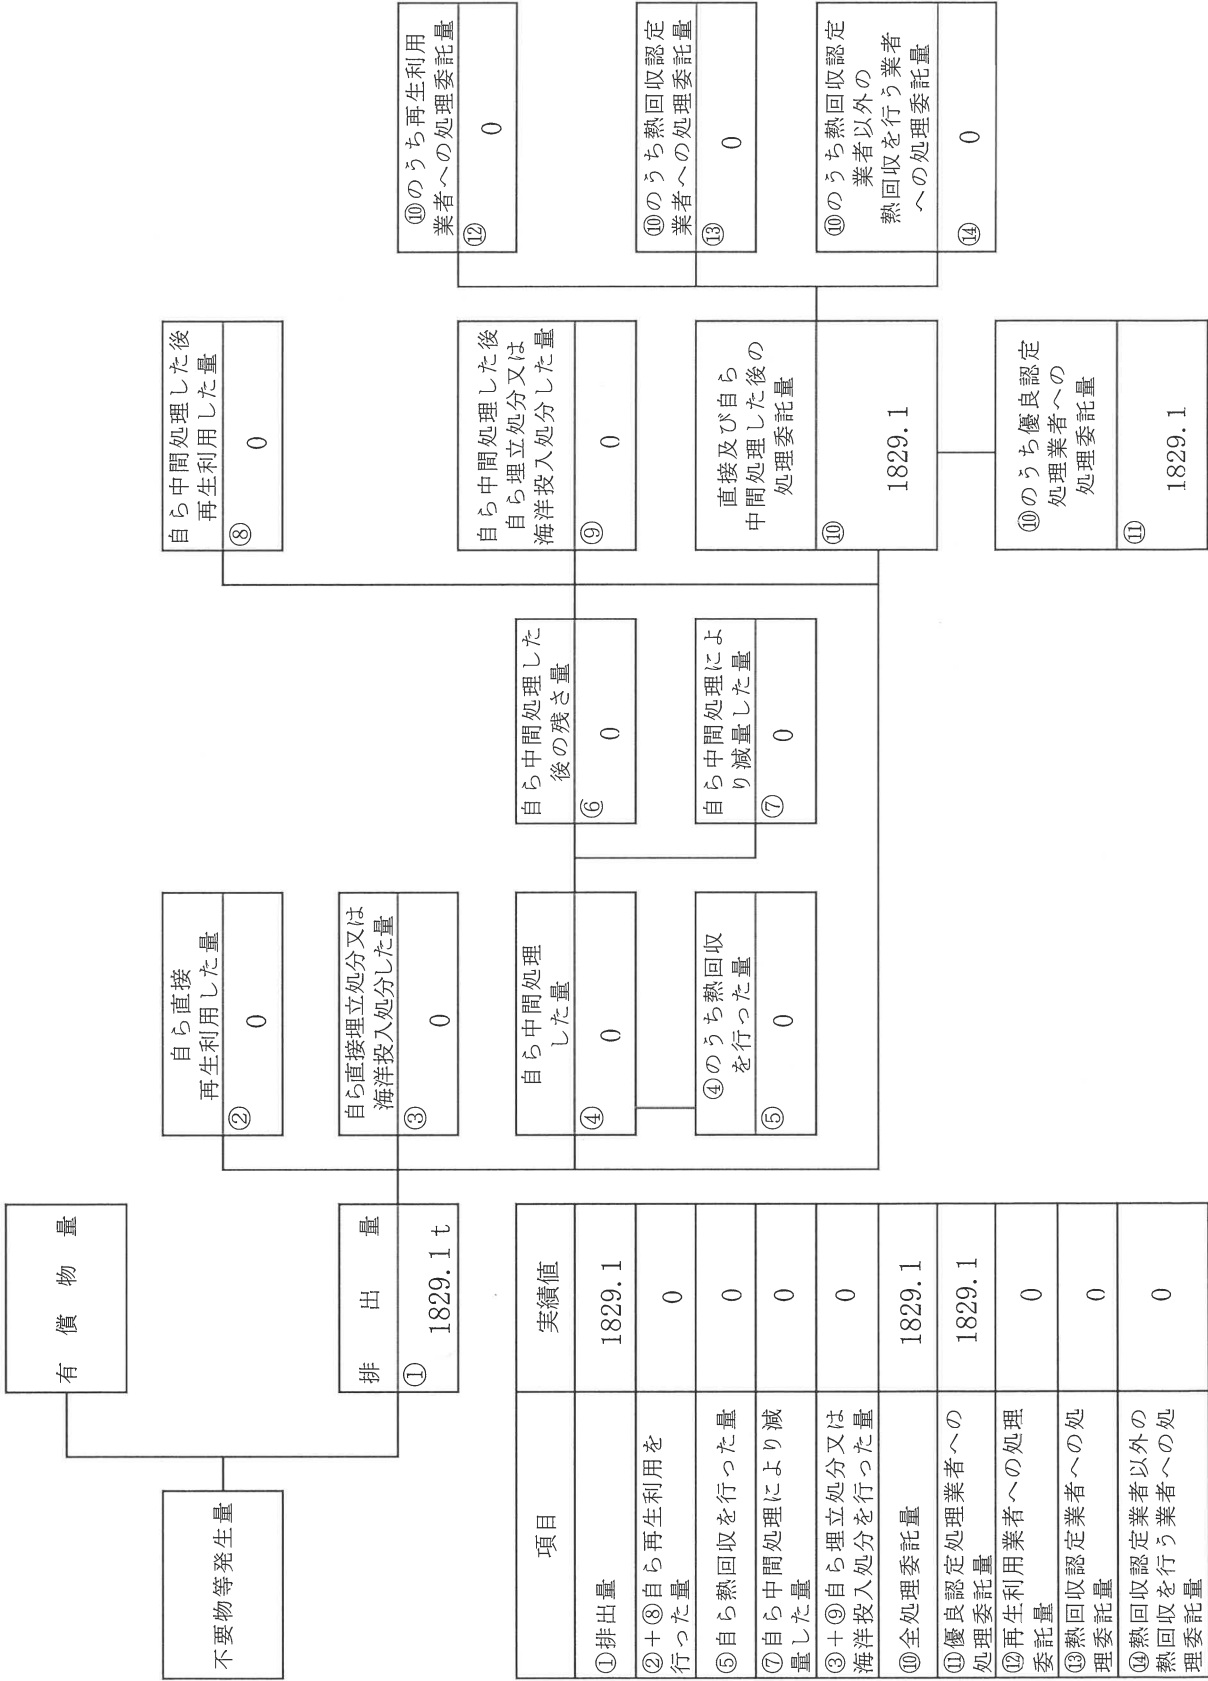 不要物等発生量
有償物量
排出量
①
1829.1 t
自ら直接
再生利用した量
②
0
自ら直接埋立処分又は
海洋投入処分した量
③
0
自ら中間処理
した量
④
0
④のうち熱回収
を行った量
⑤
0
自ら中間処理した
後の残さ量
⑥
0
自ら中間処理によ
り減量した量
⑦
0
自ら中間処理した後
再生利用した量
⑧
0
自ら中間処理した後
自ら埋立処分又は
海洋投入処分した量
⑨
0
直接及び自ら
中間処理した後の
処理委託量
⑩
1829.1
⑩のうち優良認定
処理業者への
処理委託量
⑪
1829.1
⑩のうち再生利用
業者への処理委託量
⑫
0
⑩のうち熱回収認定
業者への処理委託量
⑬
0
⑩のうち熱回収認定
業者以外の
熱回収を行う業者
への処理委託量
⑭
0
項目
実績値
①排出量
1829.1
②＋⑧自ら再生利用を
行った量
0
⑤自ら熱回収を行った量
0
⑦自ら中間処理により減
量した量
0
③＋⑨自ら埋立処分又は
海洋投入処分を行った量
0
⑩全処理委託量
1829.1
⑪優良認定処理業者への
処理委託量
1829.1
⑫再生利用業者への処理
委託量
0
⑬熱回収認定業者への処
理委託量
0
⑭熱回収認定業者以外の
熱回収を行う業者への処
理委託量
0